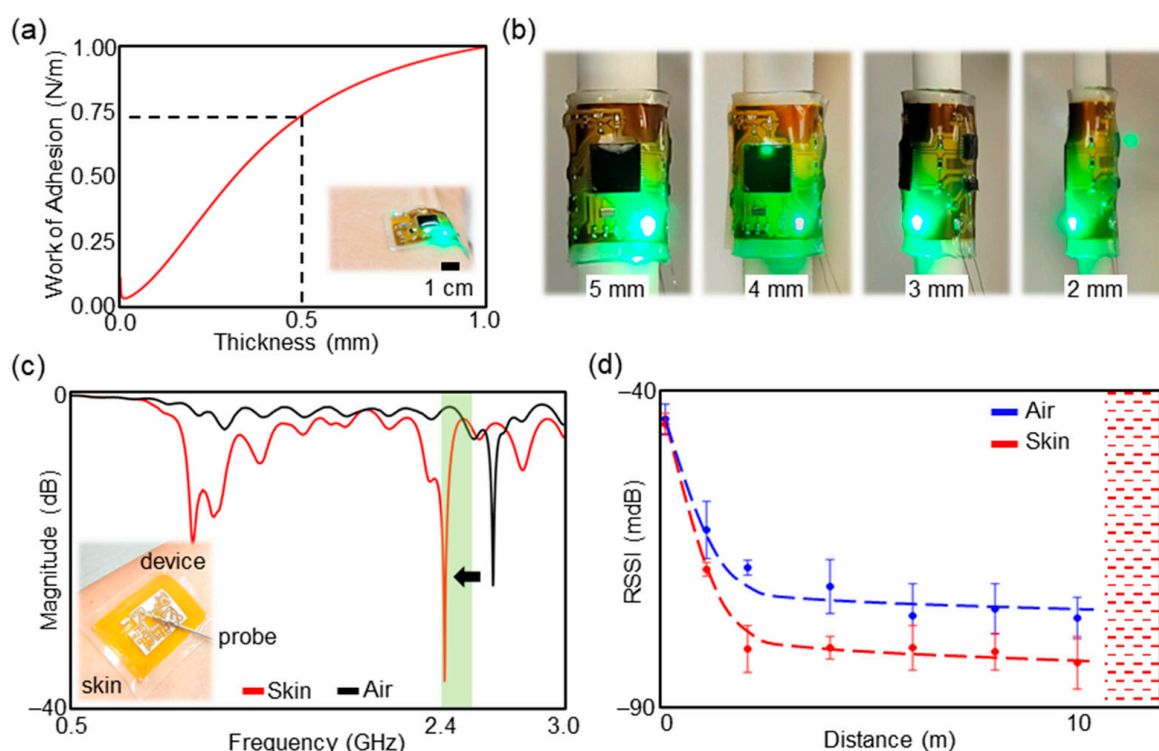 (a)
1.00
0.75
0.50
0.25
0.00
Work of Adhesion (N/m)
0.0
0.5
1.0
Thickness (mm)
1 cm
(b)
5 mm
4 mm
3 mm
2 mm
(c)
0
−40
Magnitude (dB)
device
probe
skin
Skin
Air
0.5
2.4
3.0
Frequency (GHz)
(d)
−40
−90
RSSI (mdB)
Air
Skin
0
10
Distance (m)